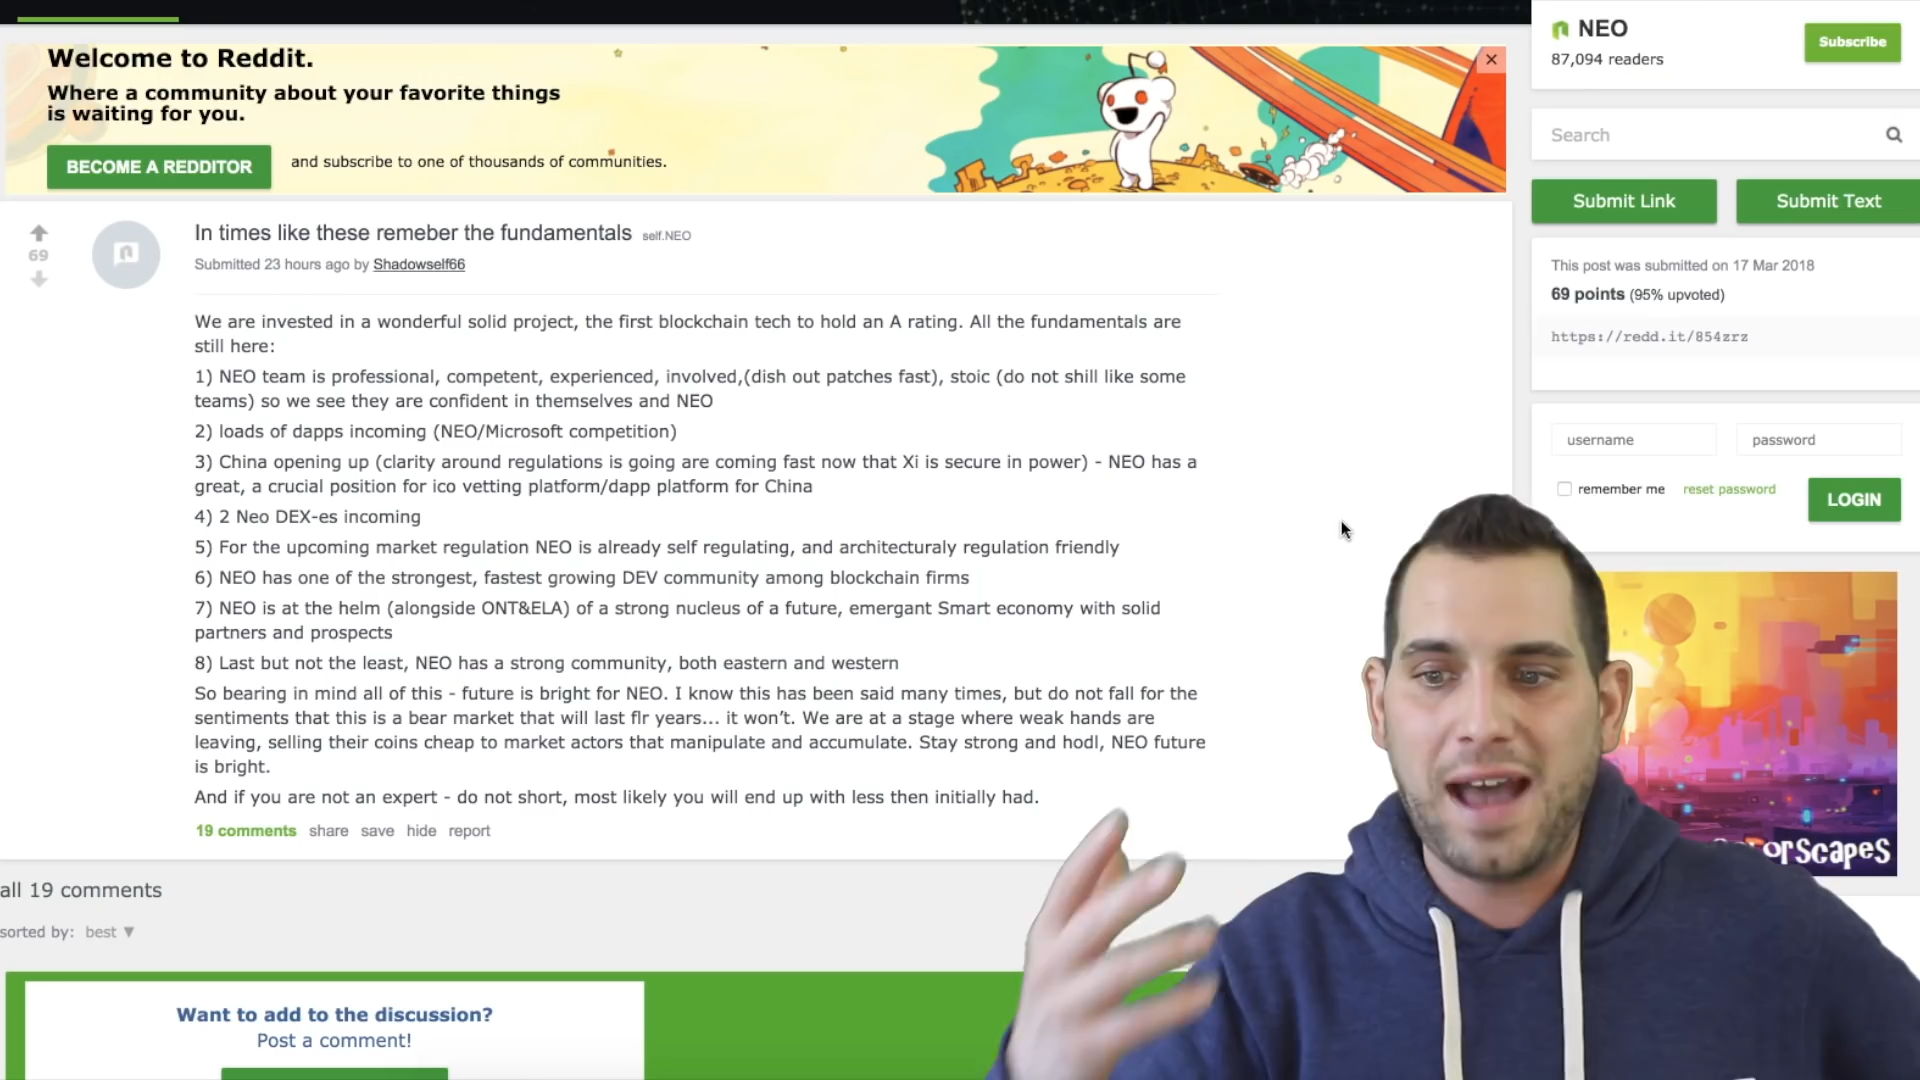 Welcome to Reddit.
Where a community about your favorite things
is waiting for you.
BECOME A REDDITOR
and subscribe to one of thousands of communities.
In times like these remeber the fundamentals self.NEO
69
Submitted 23 hours ago by Shadowself66
We are invested in a wonderful solid project, the first blockchain tech to hold an A rating. All the fundamentals are
still here:
1) NEO team is professional, competent, experienced, involved,(dish out patches fast), stoic (do not shill like some
teams) so we see they are confident in themselves and NEO
2) loads of dapps incoming (NEO/Microsoft competition)
3) China opening up (clarity around regulations is going are coming fast now that Xi is secure in power) - NEO has a
great, a crucial position for ico vetting platform/dapp platform for China
4) 2 Neo DEX-es incoming
5) For the upcoming market regulation NEO is already self regulating, and architecturaly regulation friendly
6) NEO has one of the strongest, fastest growing DEV community among blockchain firms
7) NEO is at the helm (alongside ONT&ELA) of a strong nucleus of a future, emergant Smart economy with solid
partners and prospects
8) Last but not the least, NEO has a strong community, both eastern and western
So bearing in mind all of this - future is bright for NEO. I know this has been said many times, but do not fall for the
sentiments that this is a bear market that will last flr years... it won't. We are at a stage where weak hands are
leaving, selling their coins cheap to market actors that manipulate and accumulate. Stay strong and hodl, NEO future
is bright.
And if you are not an expert - do not short, most likely you will end up with less then initially had.
19 comments share save hide report
all 19 comments
sorted by: best ▼
Want to add to the discussion?
Post a comment!
NEO
87,094 readers
Subscribe
Search
Submit Link
Submit Text
This post was submitted on 17 Mar 2018
69 points (95% upvoted)
https://redd.it/854zrz
username
password
remember me
reset password
LOGIN